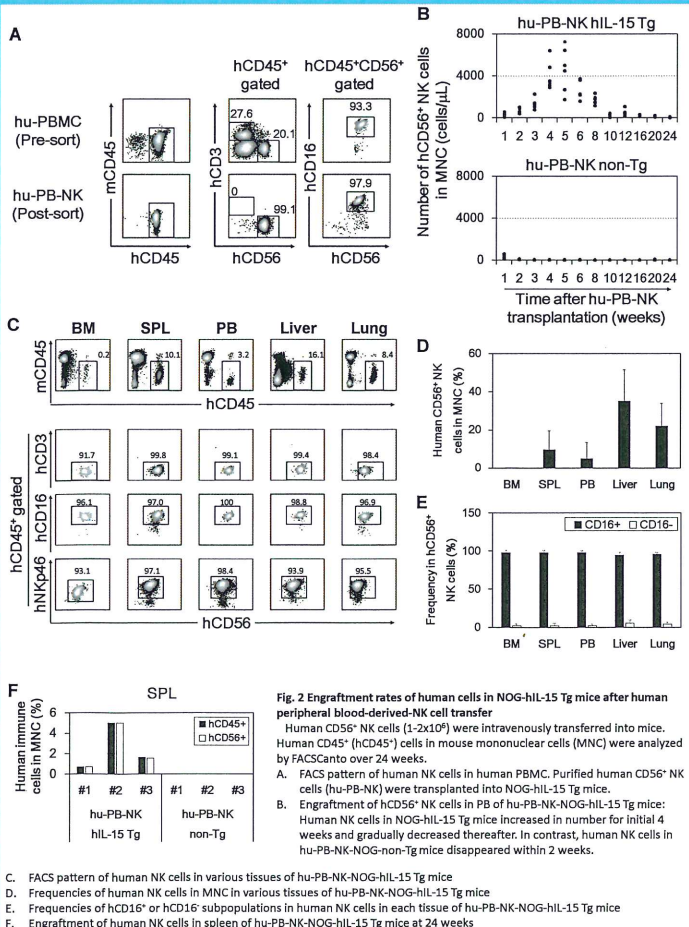 A
hCD45+ gated
hCD45+CD56+ gated
hu-PBMC
(Pre-sort)
27.6
20.1
93.3
hu-PB-NK
(Post-sort)
0
99.1
97.9
mCD45
hCD3
hCD16
hCD45
hCD56
hCD56
B
hu-PB-NK hIL-15 Tg
8000
4000
0
1 2 3 4 5 6 8 10 12 16 20 24
hu-PB-NK non-Tg
8000
4000
0
1 2 3 4 5 6 8 10 12 16 20 24
Number of hCD56+ NK cells
in MNC (cells/μL)
Time after hu-PB-NK
transplantation (weeks)
C
BM SPL PB Liver Lung
mCD45
0.2 10.1 3.2 16.1 8.4
hCD45
hCD45+ gated
hCD3
91.7 99.8 99.1 99.4 98.4
hCD16
96.1 97.0 100 98.8 96.9
hNKp46
93.1 97.1 98.4 93.9 95.5
hCD56
D
Human CD56+ NK
cells in MNC (%)
60
40
20
0
BM SPL PB Liver Lung
E
Frequency in hCD56+
NK cells (%)
150
100
50
0
CD16+ CD16-
BM SPL PB Liver Lung
F
SPL
Human immune
cells in MNC (%)
6
4
2
0
hCD45+
hCD56+
#1 #2 #3 #1 #2 #3
hu-PB-NK hu-PB-NK
hIL-15 Tg non-Tg
Fig. 2 Engraftment rates of human cells in NOG-hIL-15 Tg mice after human
peripheral blood-derived-NK cell transfer
Human CD56+ NK cells (1-2x10⁶) were intravenously transferred into mice.
Human CD45+ (hCD45+) cells in mouse mononuclear cells (MNC) were analyzed
by FACSCanto over 24 weeks.
A. FACS pattern of human NK cells in human PBMC. Purified human CD56+ NK
cells (hu-PB-NK) were transplanted into NOG-hIL-15 Tg mice.
B. Engraftment of hCD56+ NK cells in PB of hu-PB-NK-NOG-hIL-15 Tg mice:
Human NK cells in NOG-hIL-15 Tg mice increased in number for initial 4
weeks and gradually decreased thereafter. In contrast, human NK cells in
hu-PB-NK-NOG-non-Tg mice disappeared within 2 weeks.
C. FACS pattern of human NK cells in various tissues of hu-PB-NK-NOG-hIL-15 Tg mice
D. Frequencies of human NK cells in MNC in various tissues of hu-PB-NK-NOG-hIL-15 Tg mice
E. Frequencies of hCD16+ or hCD16- subpopulations in human NK cells in each tissue of hu-PB-NK-NOG-hIL-15 Tg mice
F. Engraftment of human NK cells in spleen of hu-PB-NK-NOG-hIL-15 Tg mice at 24 weeks